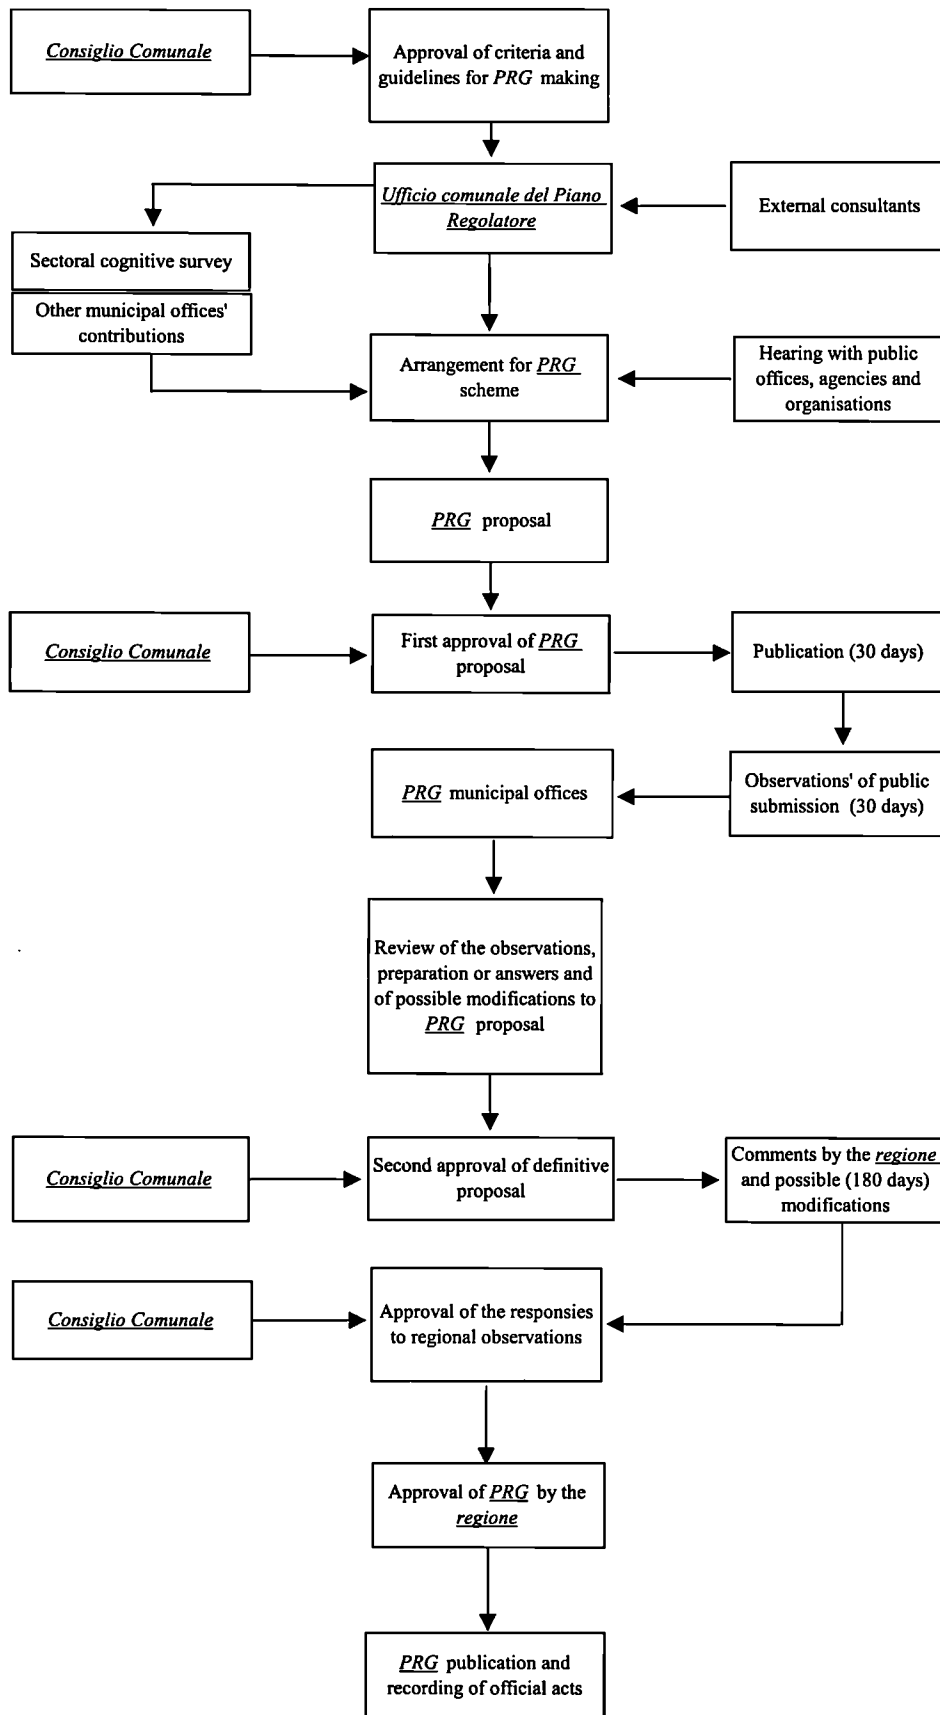 Consiglio Comunale
Approval of criteria and
guidelines for PRG making
Ufficio comunale del Piano
Regolatore
External consultants
Sectoral cognitive survey
Other municipal offices'
contributions
Arrangement for PRG
scheme
Hearing with public
offices, agencies and
organisations
PRG proposal
Consiglio Comunale
First approval of PRG
proposal
Publication (30 days)
PRG municipal offices
Observations' of public
submission (30 days)
Review of the observations,
preparation or answers and
of possible modifications to
PRG proposal
Consiglio Comunale
Second approval of definitive
proposal
Comments by the regione
and possible (180 days)
modifications
Consiglio Comunale
Approval of the responsies
to regional observations
Approval of PRG by the
regione
PRG publication and
recording of official acts